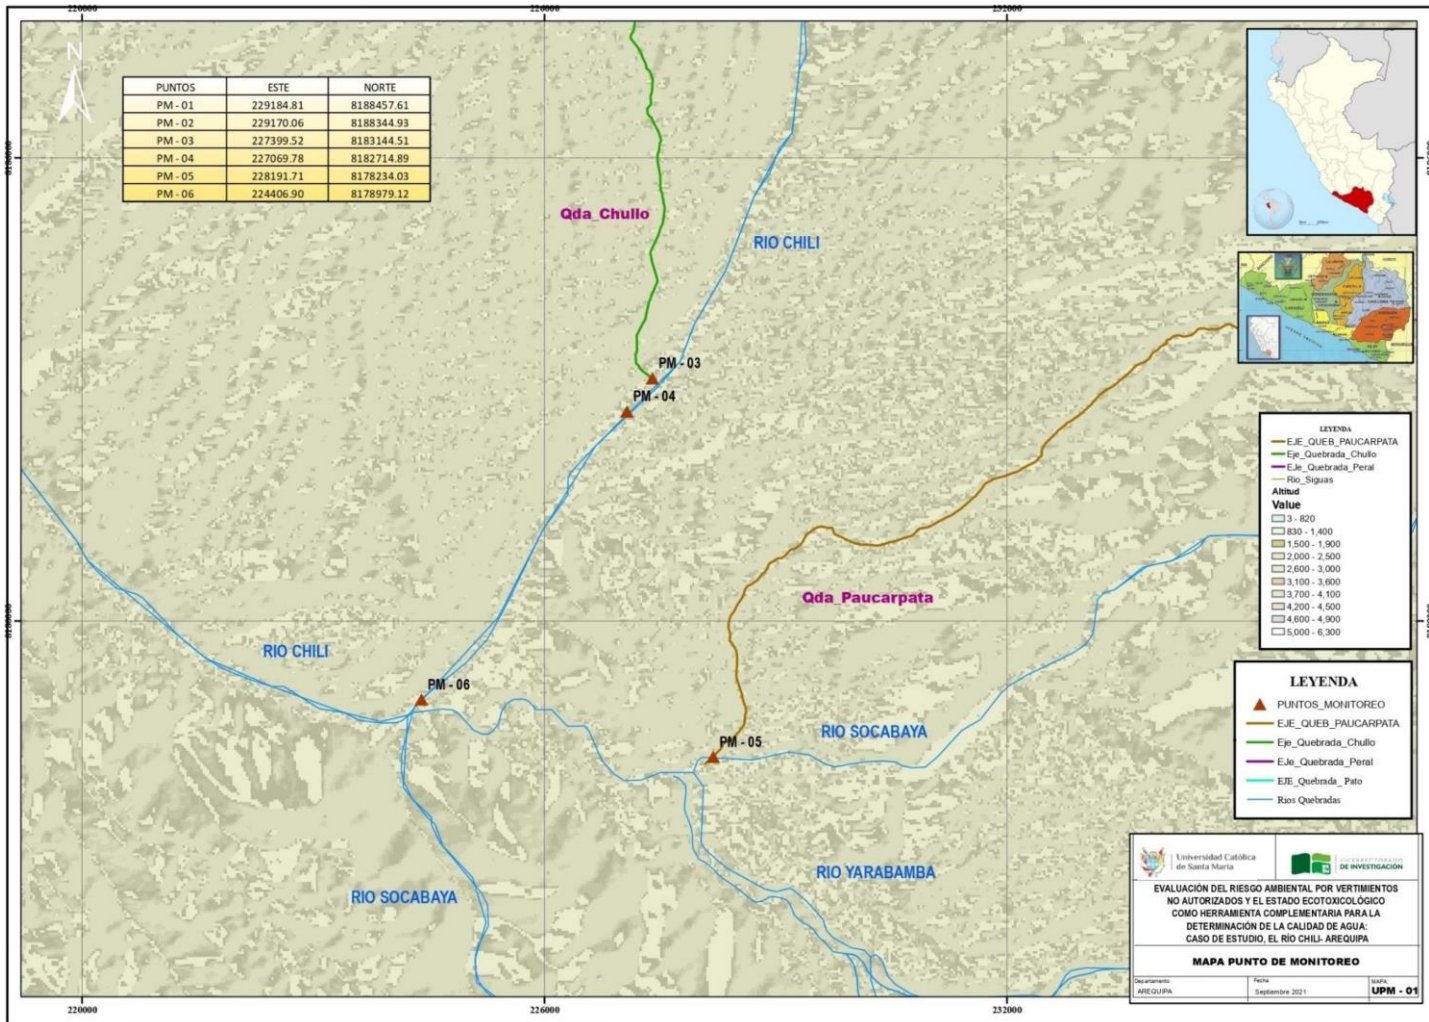 220000
226000
232000
N
PUNTOS ESTE NORTE
PM - 01 229184.81 8188457.61
PM - 02 229170.06 8188344.93
PM - 03 227399.52 8183144.51
PM - 04 227069.78 8182714.89
PM - 05 228191.71 8178234.03
PM - 06 224406.90 8178979.12
Qda_Chullo
RIO CHILI
PM - 03
PM - 04
Qda_Paucarpata
RIO CHILI
PM - 06
PM - 05
RIO SOCABAYA
RIO YARABAMBA
RIO SOCABAYA
8180000
LEYENDA
EJE_QUEB_PAUCARPATA
Eje_Quebrada_Chullo
EJe_Quebrada_Peral
Rio_Siguas
Altitud
Value
3 - 820
830 - 1,400
1,500 - 1,900
2,000 - 2,500
2,600 - 3,000
3,100 - 3,600
3,700 - 4,100
4,200 - 4,500
4,600 - 4,900
5,000 - 6,300
LEYENDA
PUNTOS_MONITOREO
EJE_QUEB_PAUCARPATA
Eje_Quebrada_Chullo
EJe_Quebrada_Peral
EJE_Quebrada_ Pato
Rios Quebradas
Universidad Católica
de Santa María
VICERRECTORADO
DE INVESTIGACIÓN
EVALUACIÓN DEL RIESGO AMBIENTAL POR VERTIMIENTOS
NO AUTORIZADOS Y EL ESTADO ECOTOXICOLÓGICO
COMO HERRAMIENTA COMPLEMENTARIA PARA LA
DETERMINACIÓN DE LA CALIDAD DE AGUA:
CASO DE ESTUDIO, EL RÍO CHILI- AREQUIPA
MAPA PUNTO DE MONITOREO
Departamento
AREQUIPA
Fecha
Septiembre 2021
MAPA:
UPM - 01
220000
226000
232000